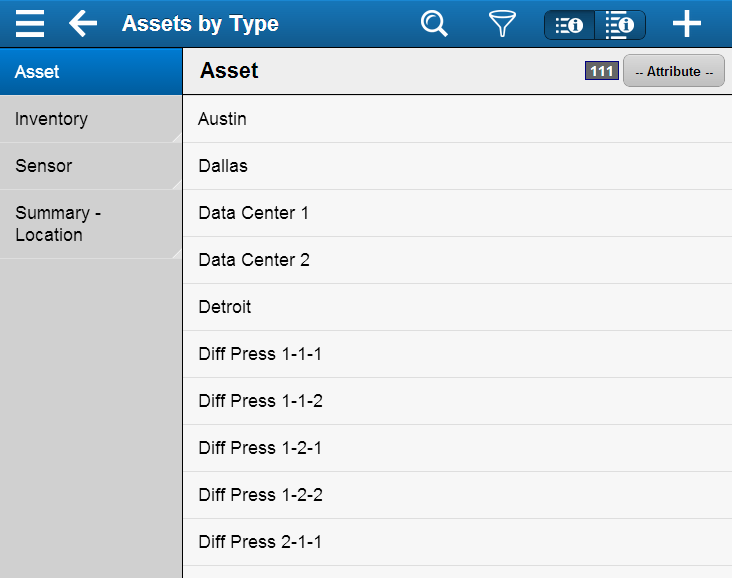 Assets by Type
Asset
Inventory
Sensor
Summary -
Location
Asset
111
-- Attribute --
Austin
Dallas
Data Center 1
Data Center 2
Detroit
Diff Press 1-1-1
Diff Press 1-1-2
Diff Press 1-2-1
Diff Press 1-2-2
Diff Press 2-1-1